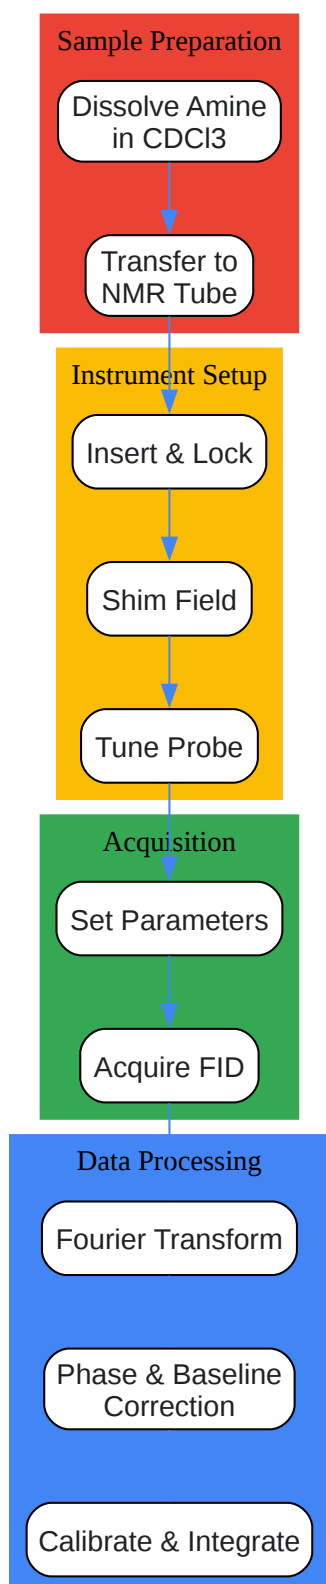 Sample Preparation
Dissolve Amine
in CDCl3
Transfer to
NMR Tube
Instrument Setup
Insert & Lock
Shim Field
Tune Probe
Acquisition
Set Parameters
Acquire FID
Data Processing
Fourier Transform
Phase & Baseline
Correction
Calibrate & Integrate